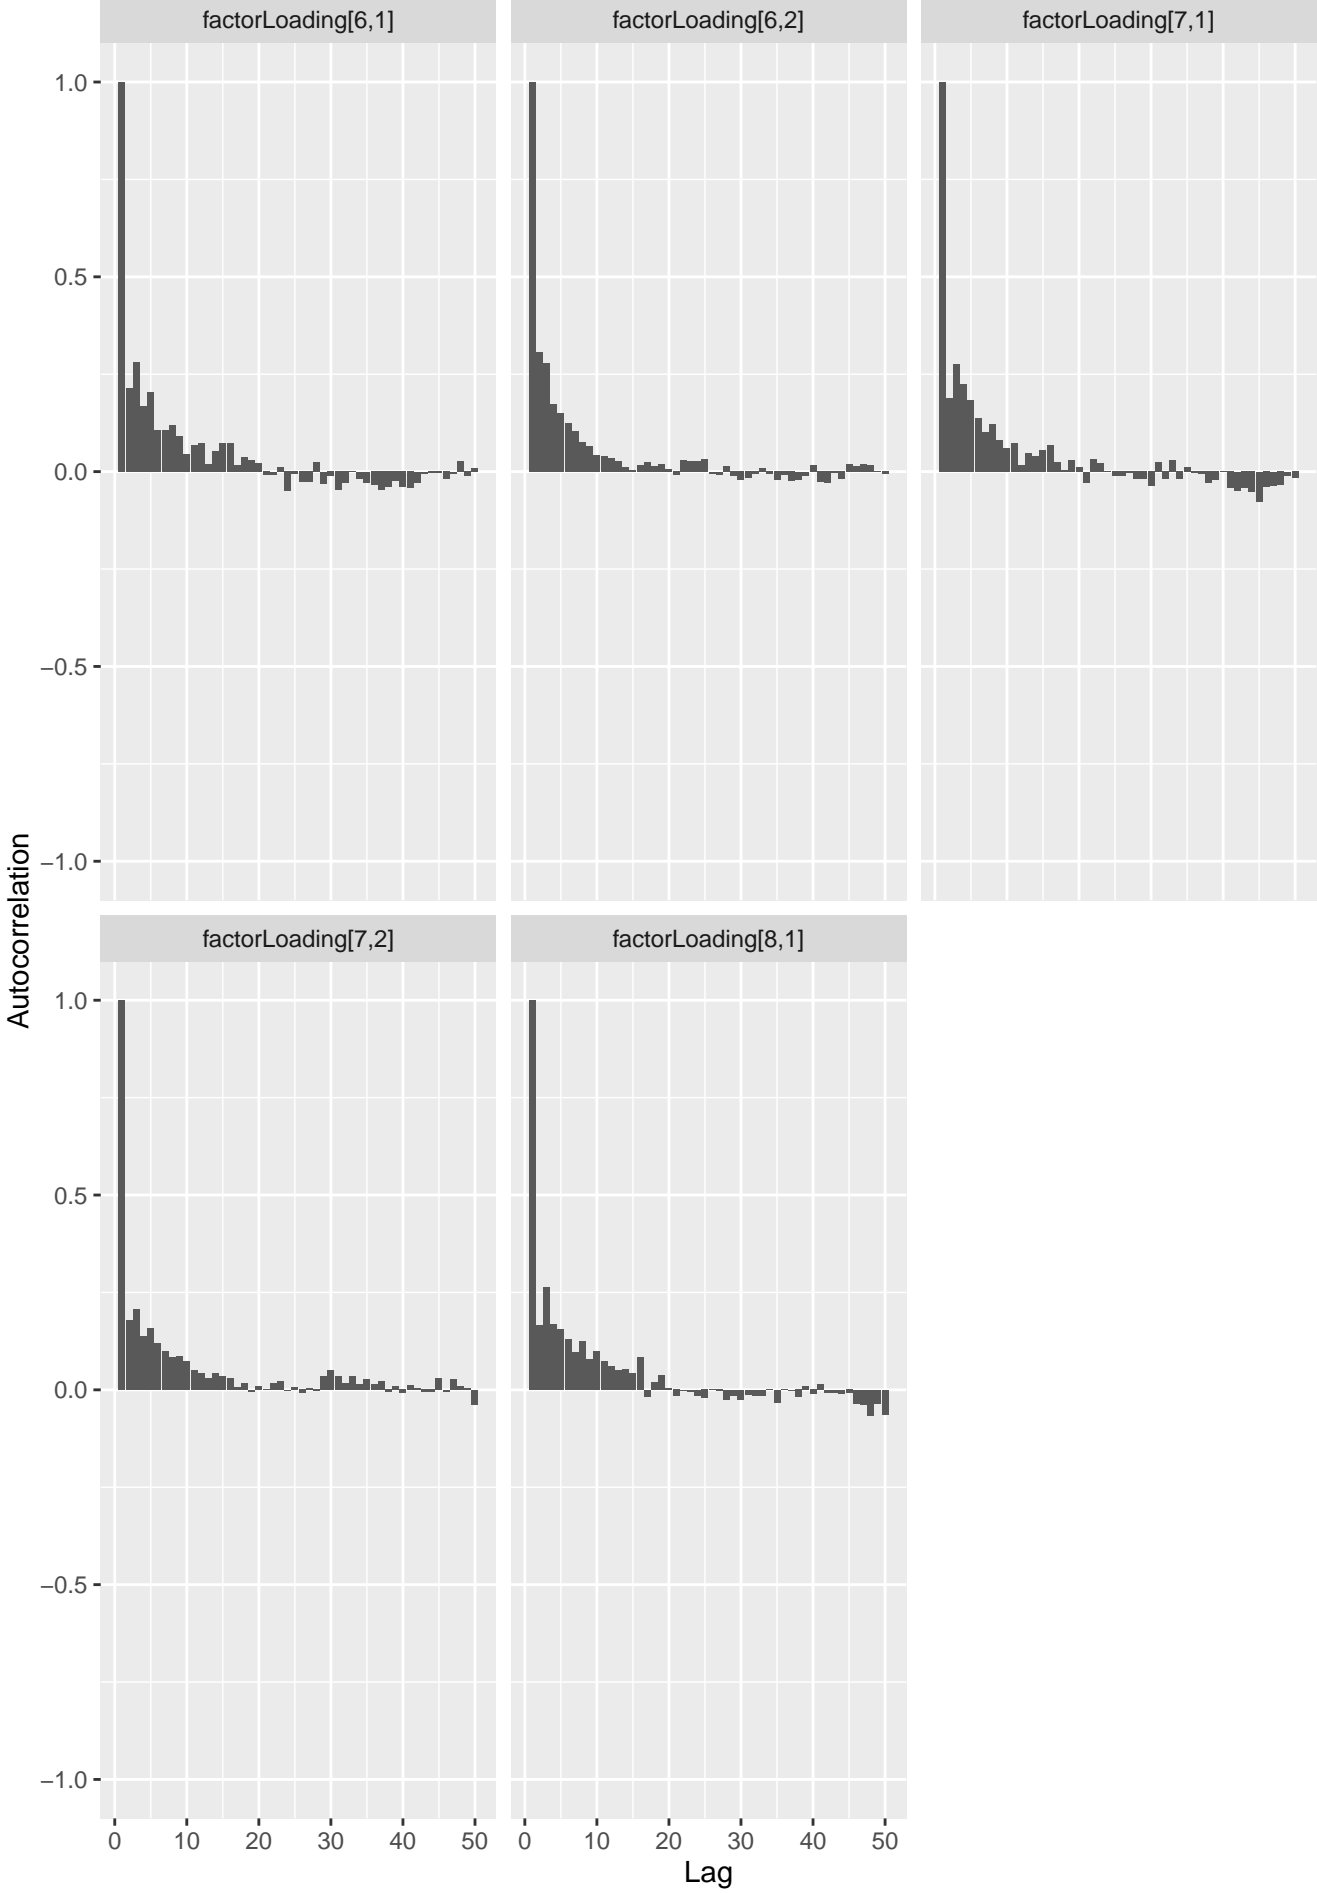 factorLoading[6,1] factorLoading[6,2] factorLoading[7,1]
1.0
0.5
0.0
−0.5
−1.0
Autocorrelation
factorLoading[7,2] factorLoading[8,1]
1.0
0.5
0.0
−0.5
−1.0
0 10 20 30 40 50 0 10 20 30 40 50
Lag